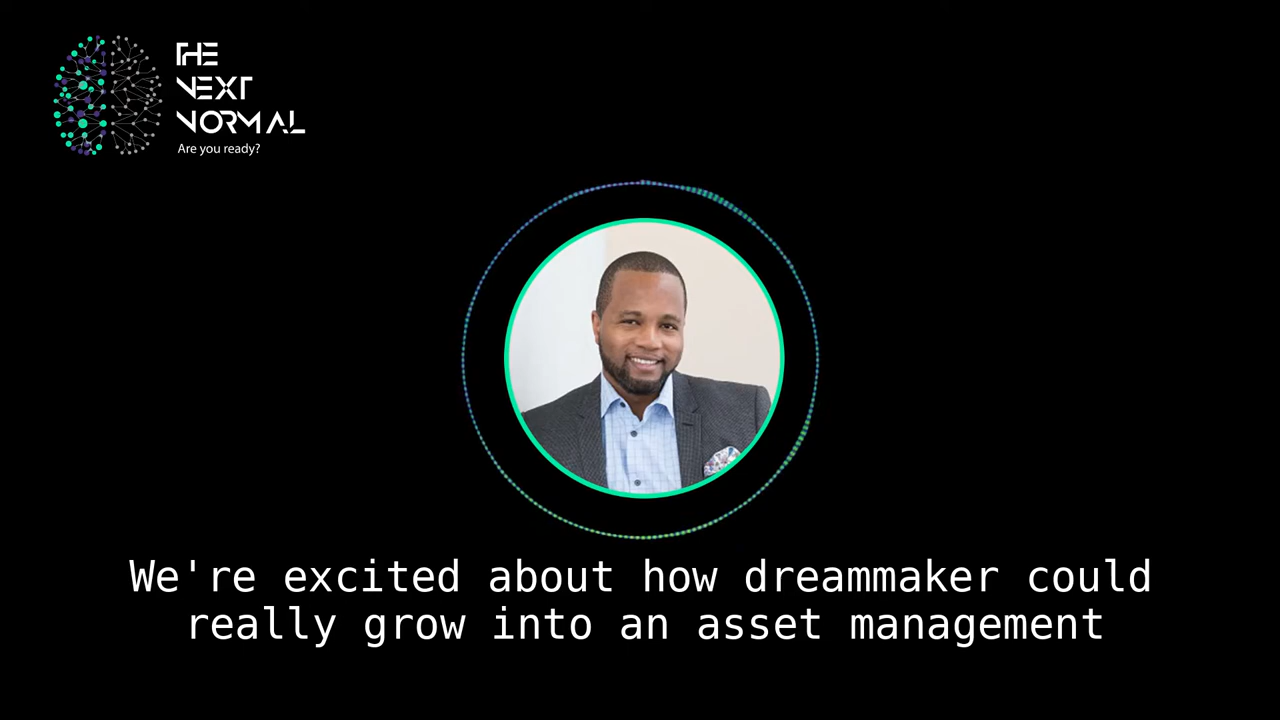 THE
NEXT
NORMAL
Are you ready?
We're excited about how dreammaker could
really grow into an asset management